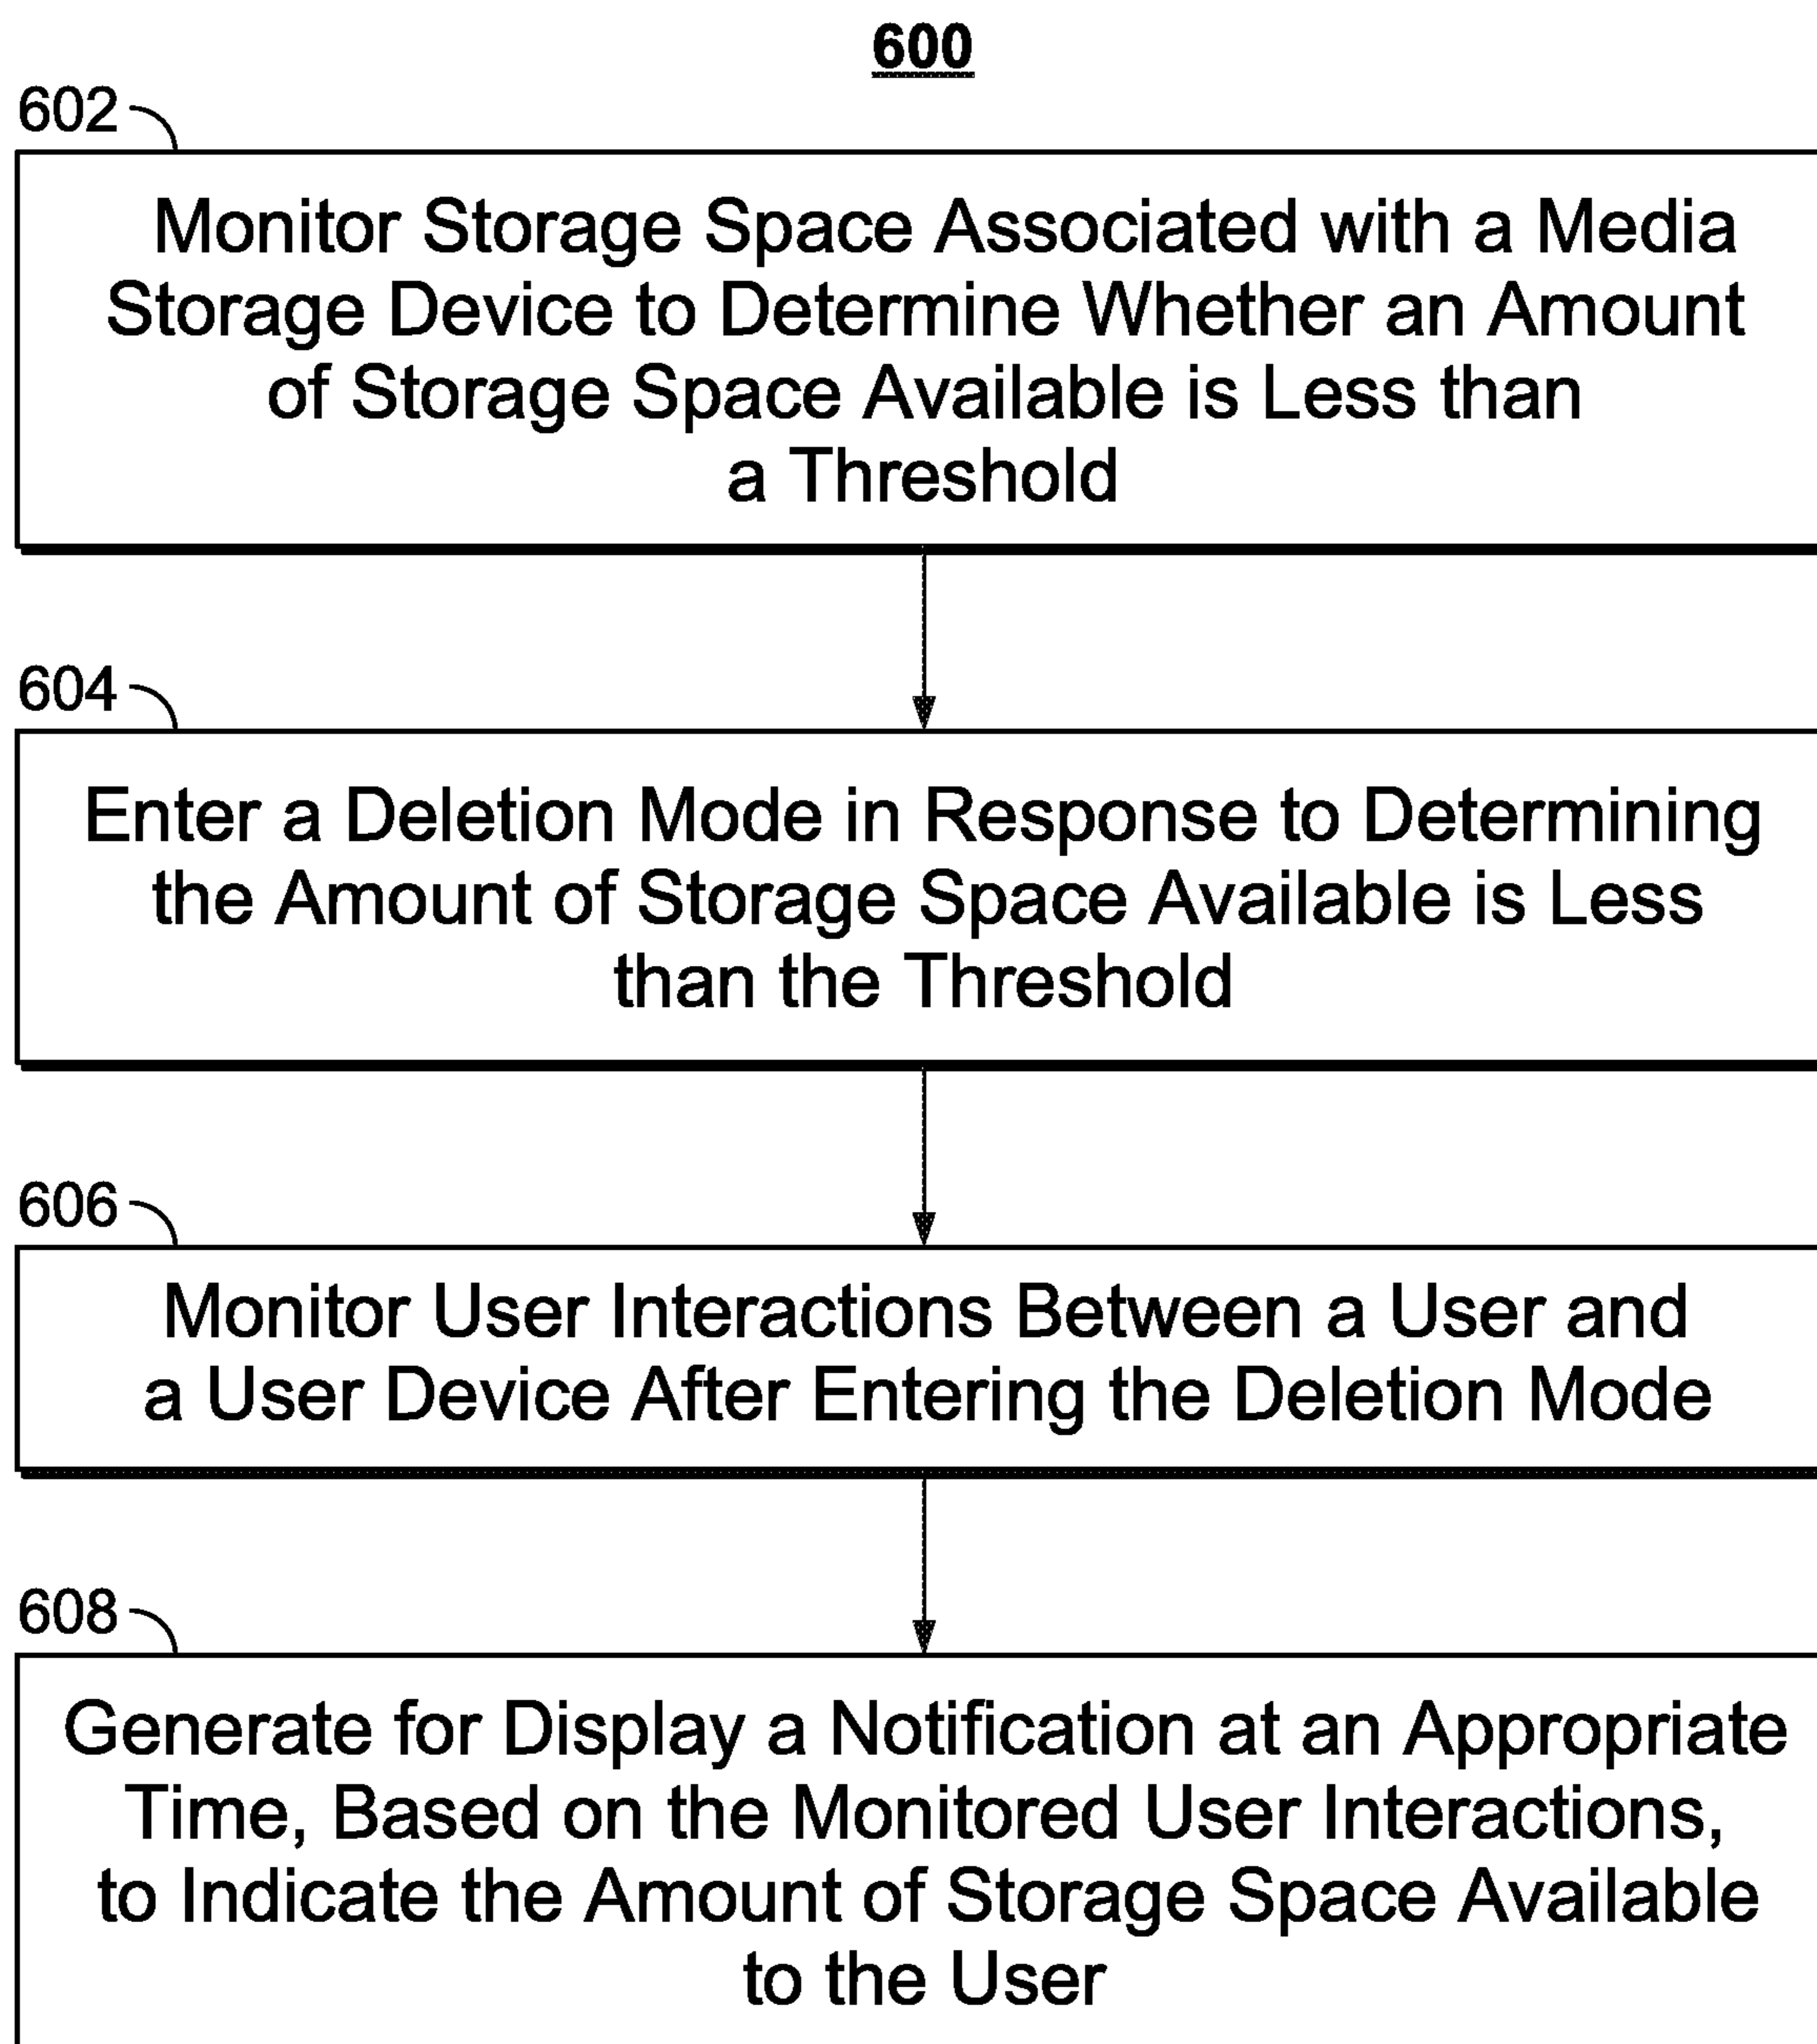 600
602
Monitor Storage Space Associated with a Media
Storage Device to Determine Whether an Amount
of Storage Space Available is Less than
a Threshold
604
Enter a Deletion Mode in Response to Determining
the Amount of Storage Space Available is Less
than the Threshold
606
Monitor User Interactions Between a User and
a User Device After Entering the Deletion Mode
608
Generate for Display a Notification at an Appropriate
Time, Based on the Monitored User Interactions,
to Indicate the Amount of Storage Space Available
to the User